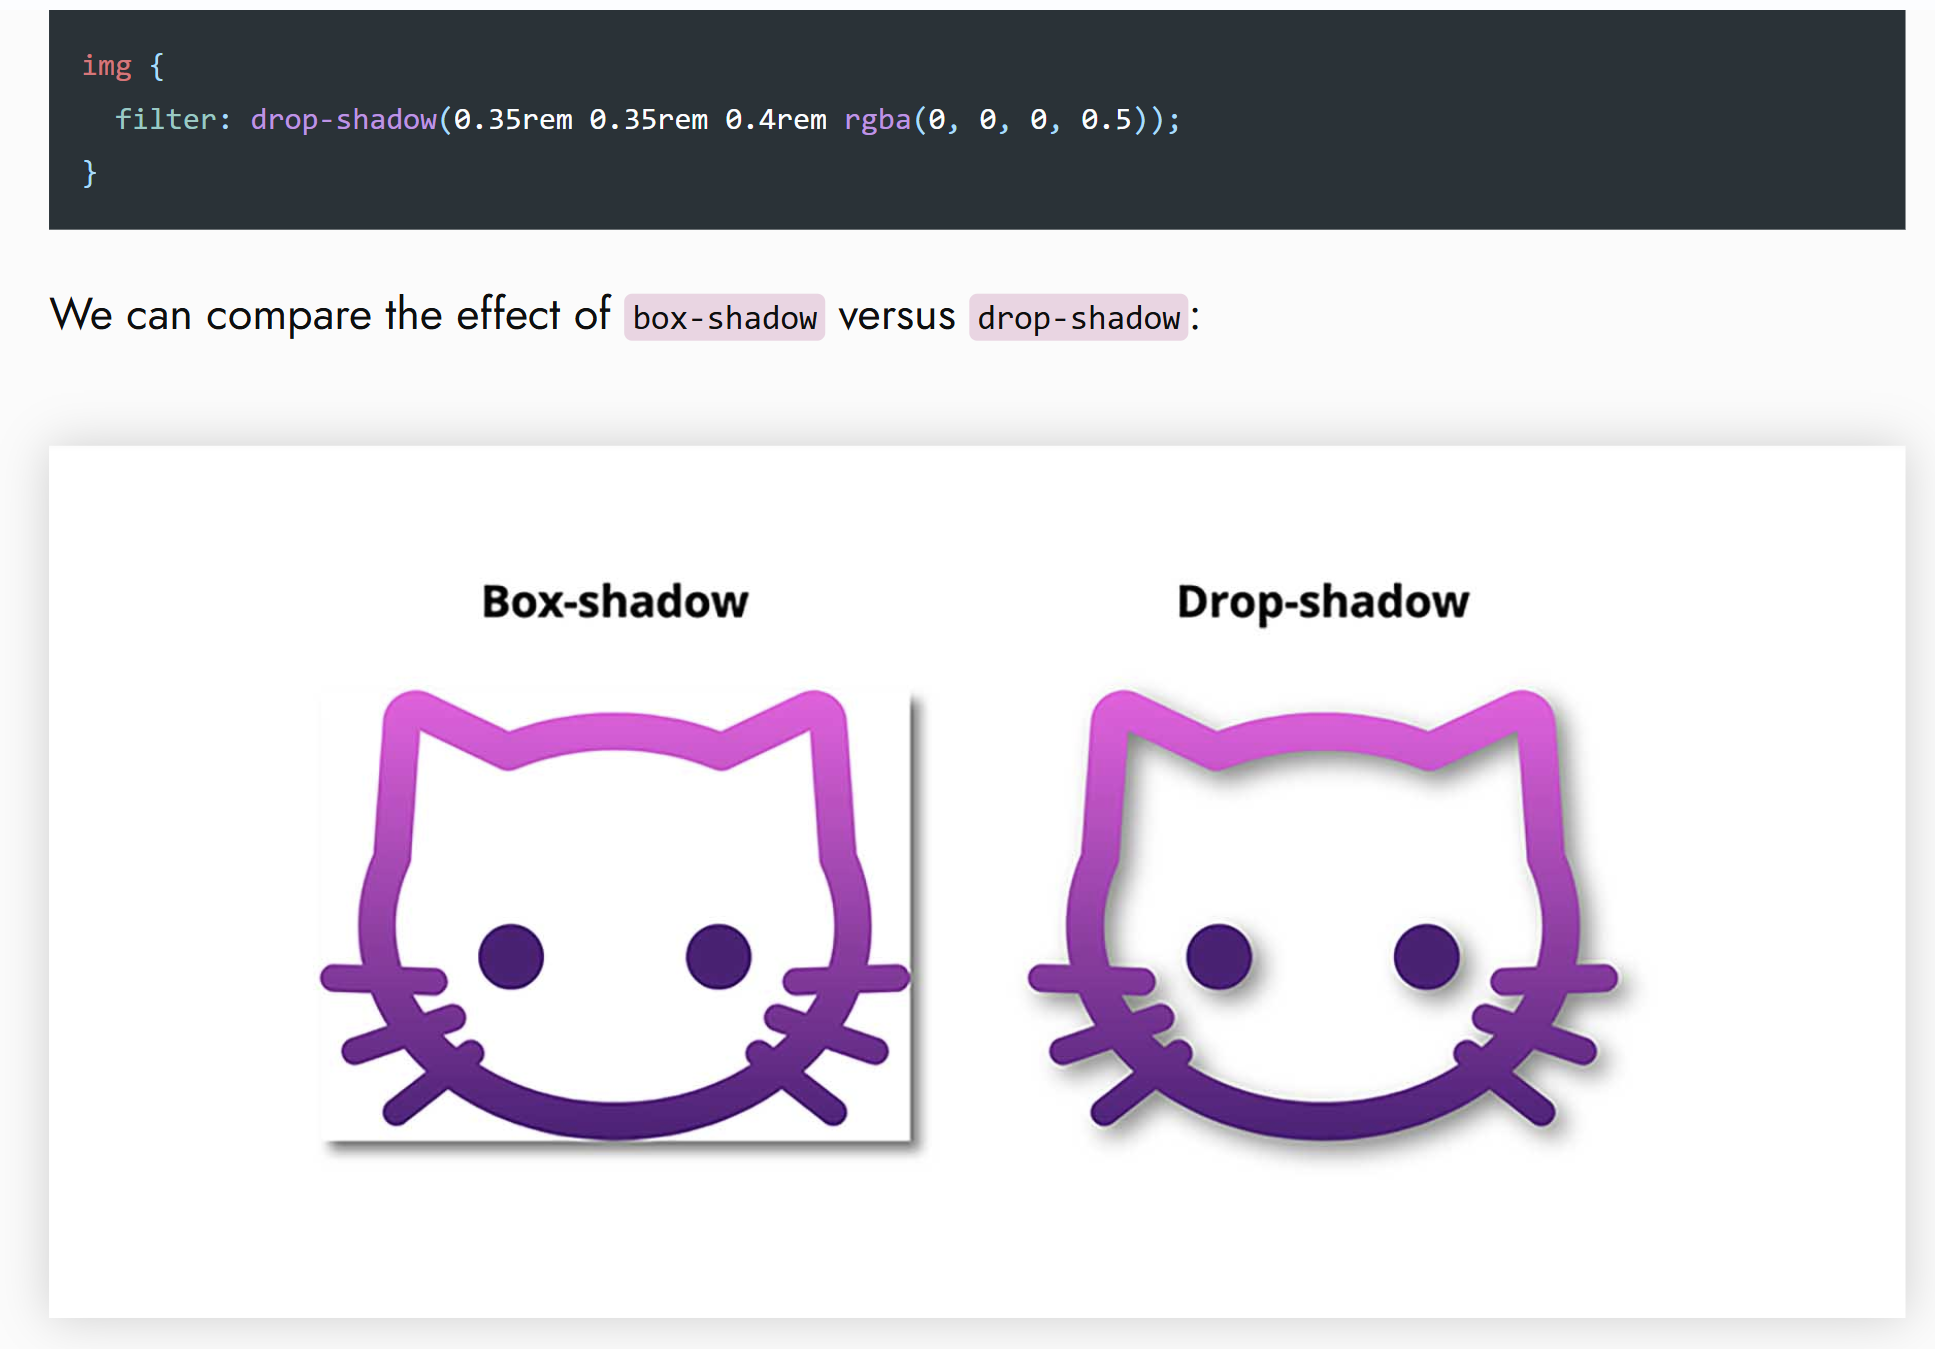 img {
  filter: drop-shadow(0.35rem 0.35rem 0.4rem rgba(0, 0, 0, 0.5));
}
We can compare the effect of box-shadow versus drop-shadow:
Box-shadow
Drop-shadow